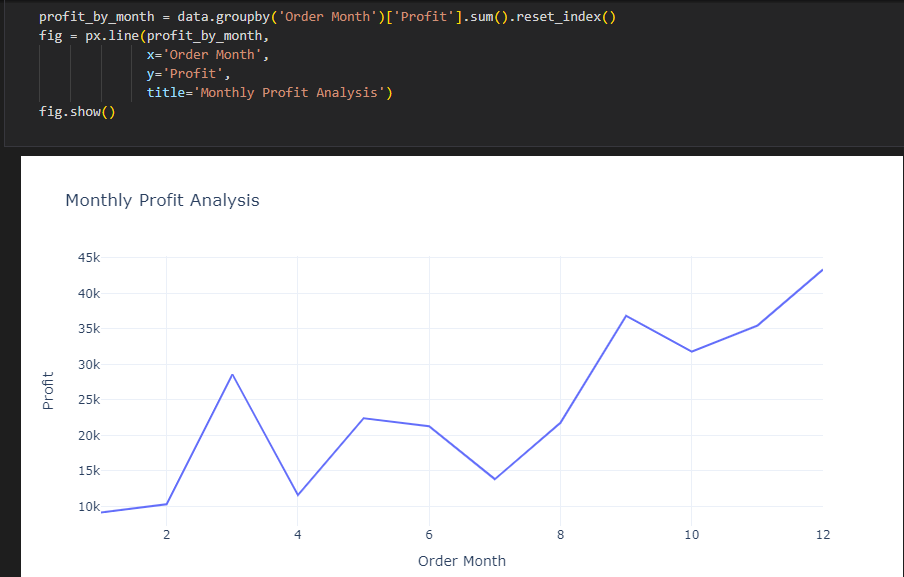 profit_by_month = data.groupby('Order Month')['Profit'].sum().reset_index()
fig = px.line(profit_by_month,
x='Order Month',
y='Profit',
title='Monthly Profit Analysis')
fig.show()
Monthly Profit Analysis
45k
40k
35k
30k
25k
20k
15k
10k
Profit
2 4 6 8 10 12
Order Month